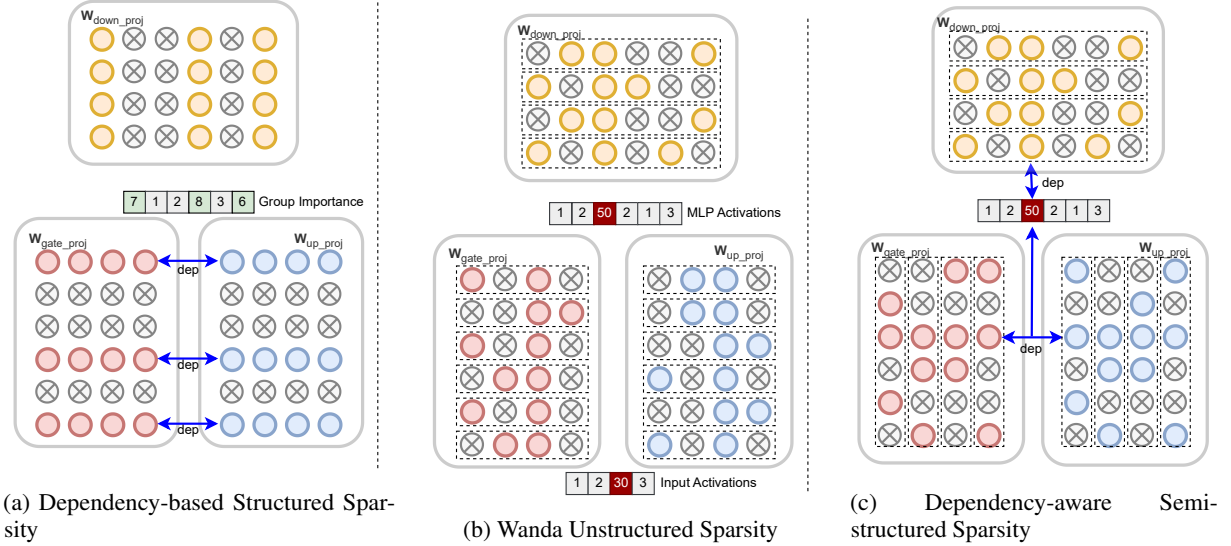 W_down_proj
7 1 2 8 3 6 Group Importance
W_gate_proj
W_up_proj
dep
dep
dep
(a) Dependency-based Structured Spar-
sity
W_down_proj
1 2 50 2 1 3 MLP Activations
W_gate_proj
W_up_proj
1 2 30 3 Input Activations
(b) Wanda Unstructured Sparsity
W_down_proj
dep
1 2 50 2 1 3
W_gate_proj
W_up_proj
dep
(c) Dependency-aware Semi-
structured Sparsity